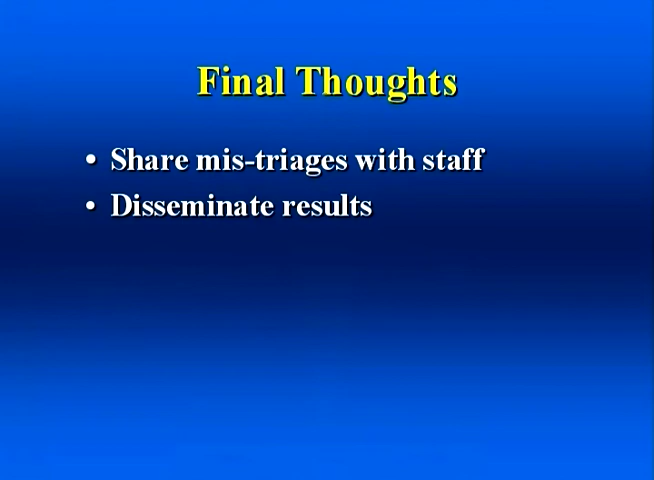 Final Thoughts
• Share mis-triages with staff
• Disseminate results